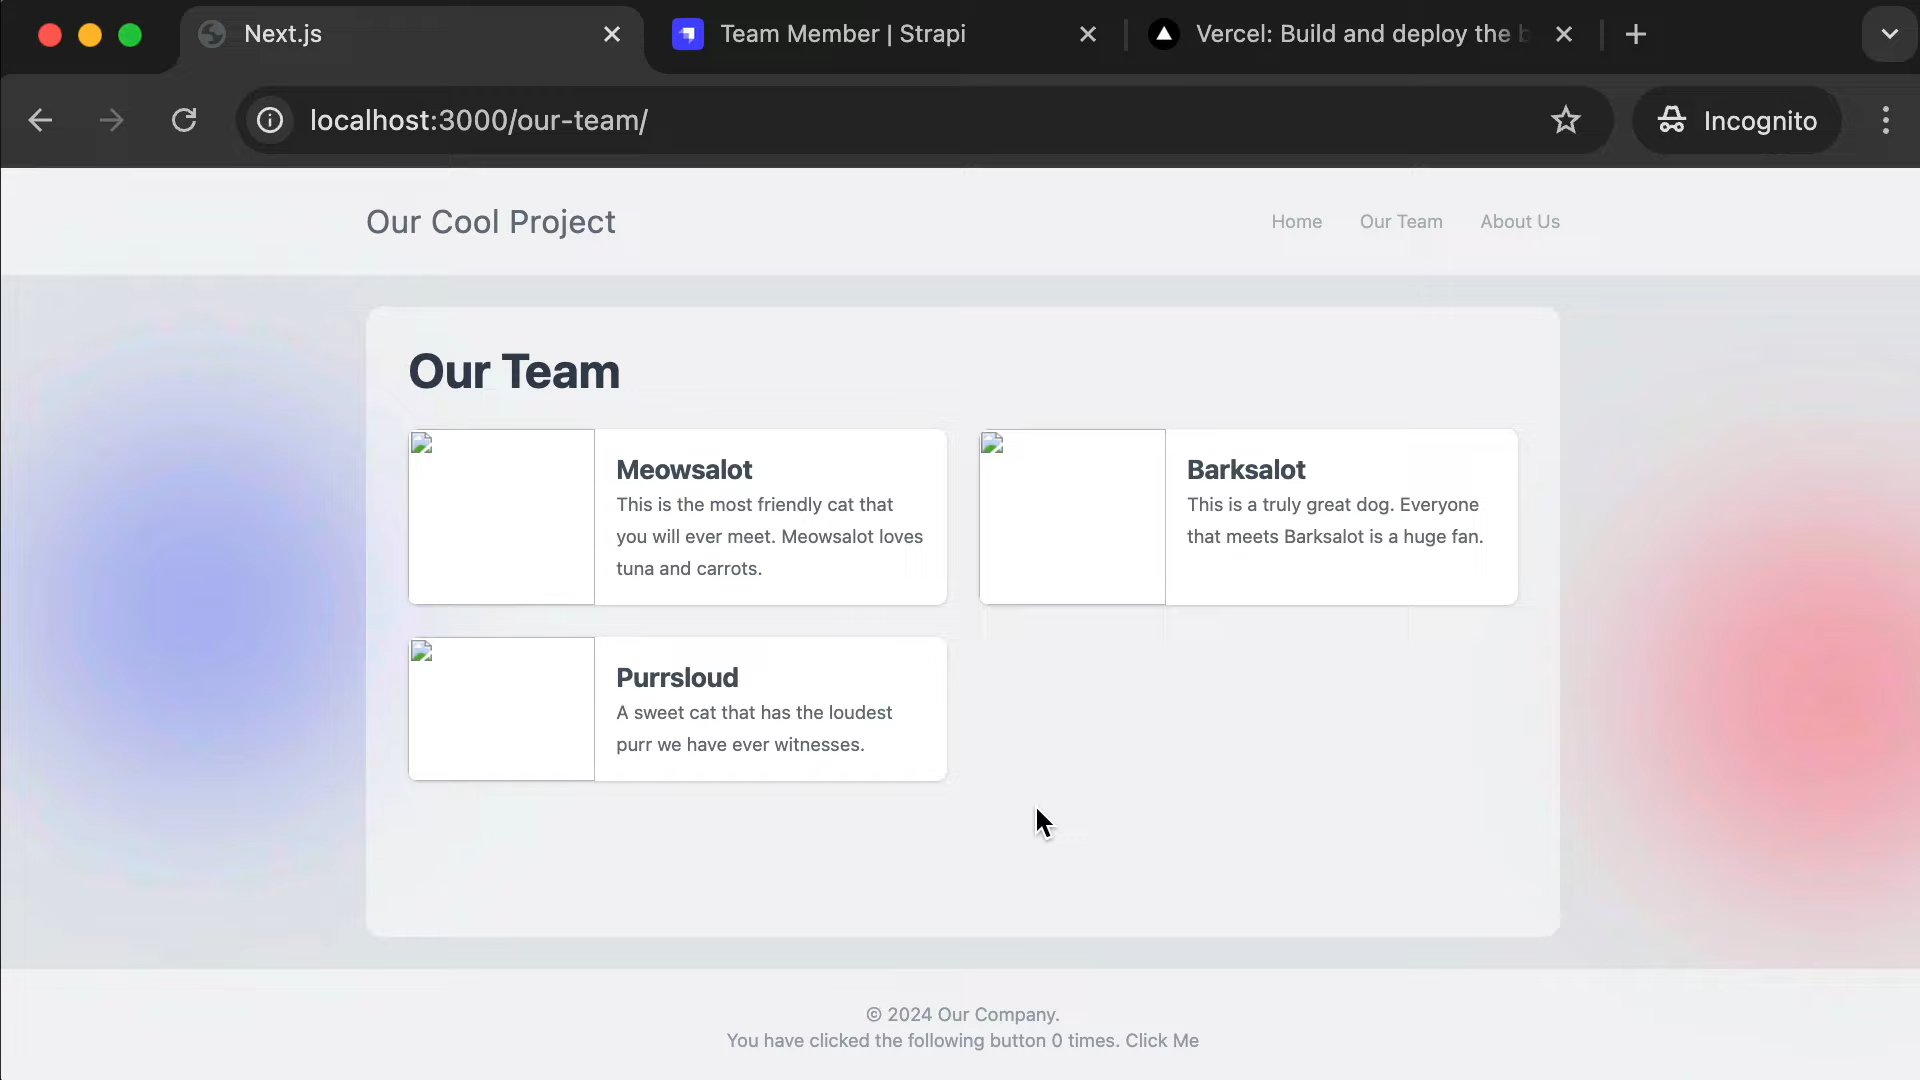 Next.js
Team Member | Strapi
Vercel: Build and deploy the b
localhost:3000/our-team/
Incognito
Our Cool Project
Home
Our Team
About Us
Our Team
Meowsalot
This is the most friendly cat that
you will ever meet. Meowsalot loves
tuna and carrots.
Barksalot
This is a truly great dog. Everyone
that meets Barksalot is a huge fan.
Purrsloud
A sweet cat that has the loudest
purr we have ever witnesses.
© 2024 Our Company.
You have clicked the following button 0 times. Click Me